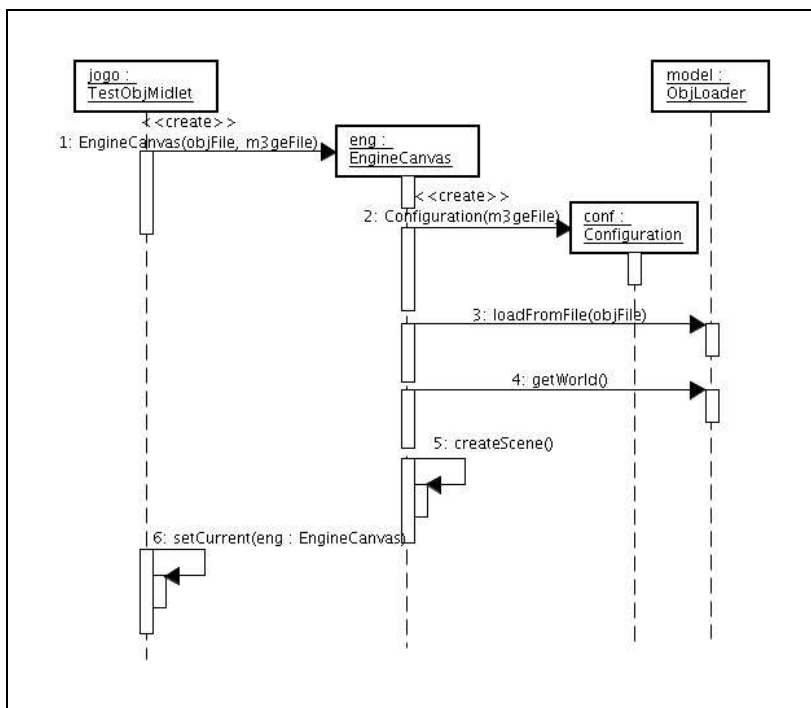 jogo :
TestObjMidlet
model :
ObjLoader
<<create>>
1: EngineCanvas(objFile, m3geFile)
eng :
EngineCanvas
<<create>>
2: Configuration(m3geFile)
conf :
Configuration
3: loadFromFile(objFile)
4: getWorld()
5: createScene()
6: setCurrent(eng : EngineCanvas)